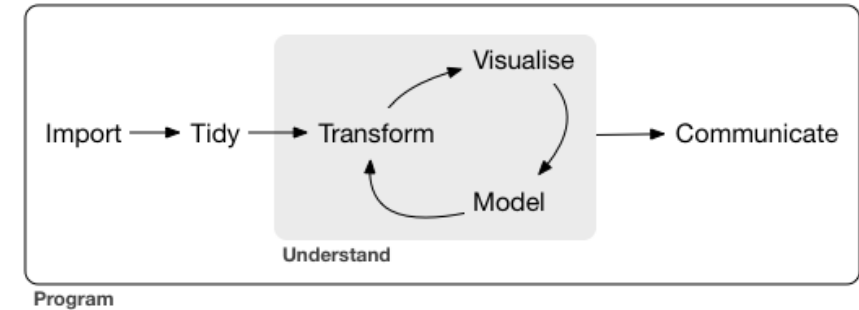 Visualise
Import Tidy Transform Communicate
Model
Understand
Program